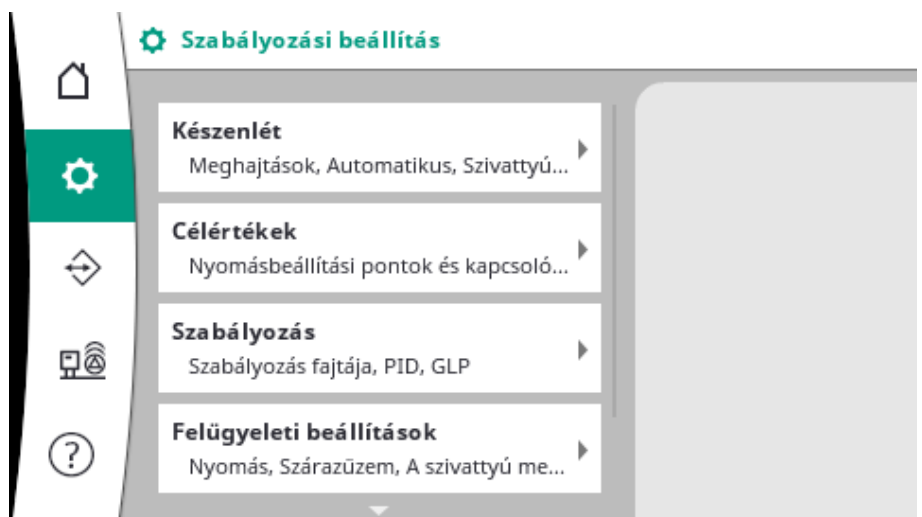 Szabályozási beállítás
Készenlét
Meghajtások, Automatikus, Szivattyú...
Célértékek
Nyomásbeállítási pontok és kapcsoló...
Szabályozás
Szabályozás fajtája, PID, GLP
Felügyeleti beállítások
Nyomás, Szárazüzem, A szivattyú me...
?